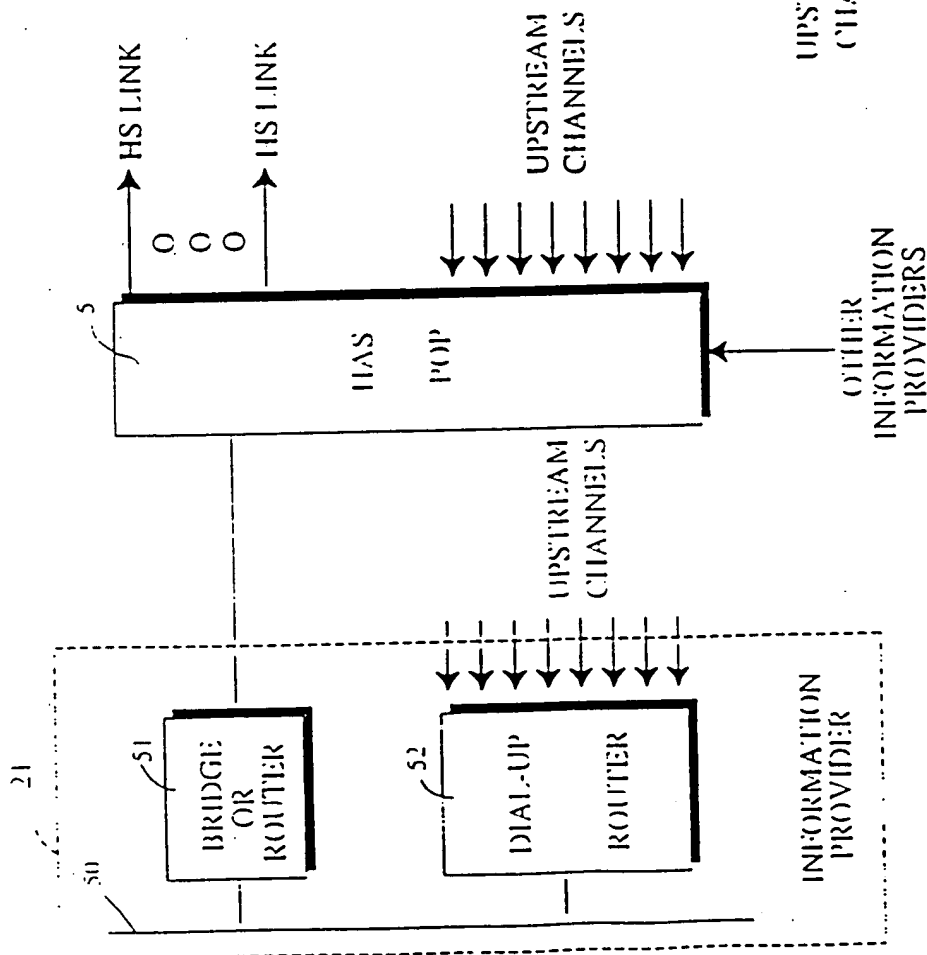 21
50
51
BRIDGE
OR
ROUTER
52
DIAL-UP
ROUTER
INFORMATION
PROVIDER
UPSTREAM
CHANNELS
5
HAS
POP
HS LINK
O
O
O
HS LINK
UPSTREAM
CHANNELS
OTHER
INFORMATION
PROVIDERS